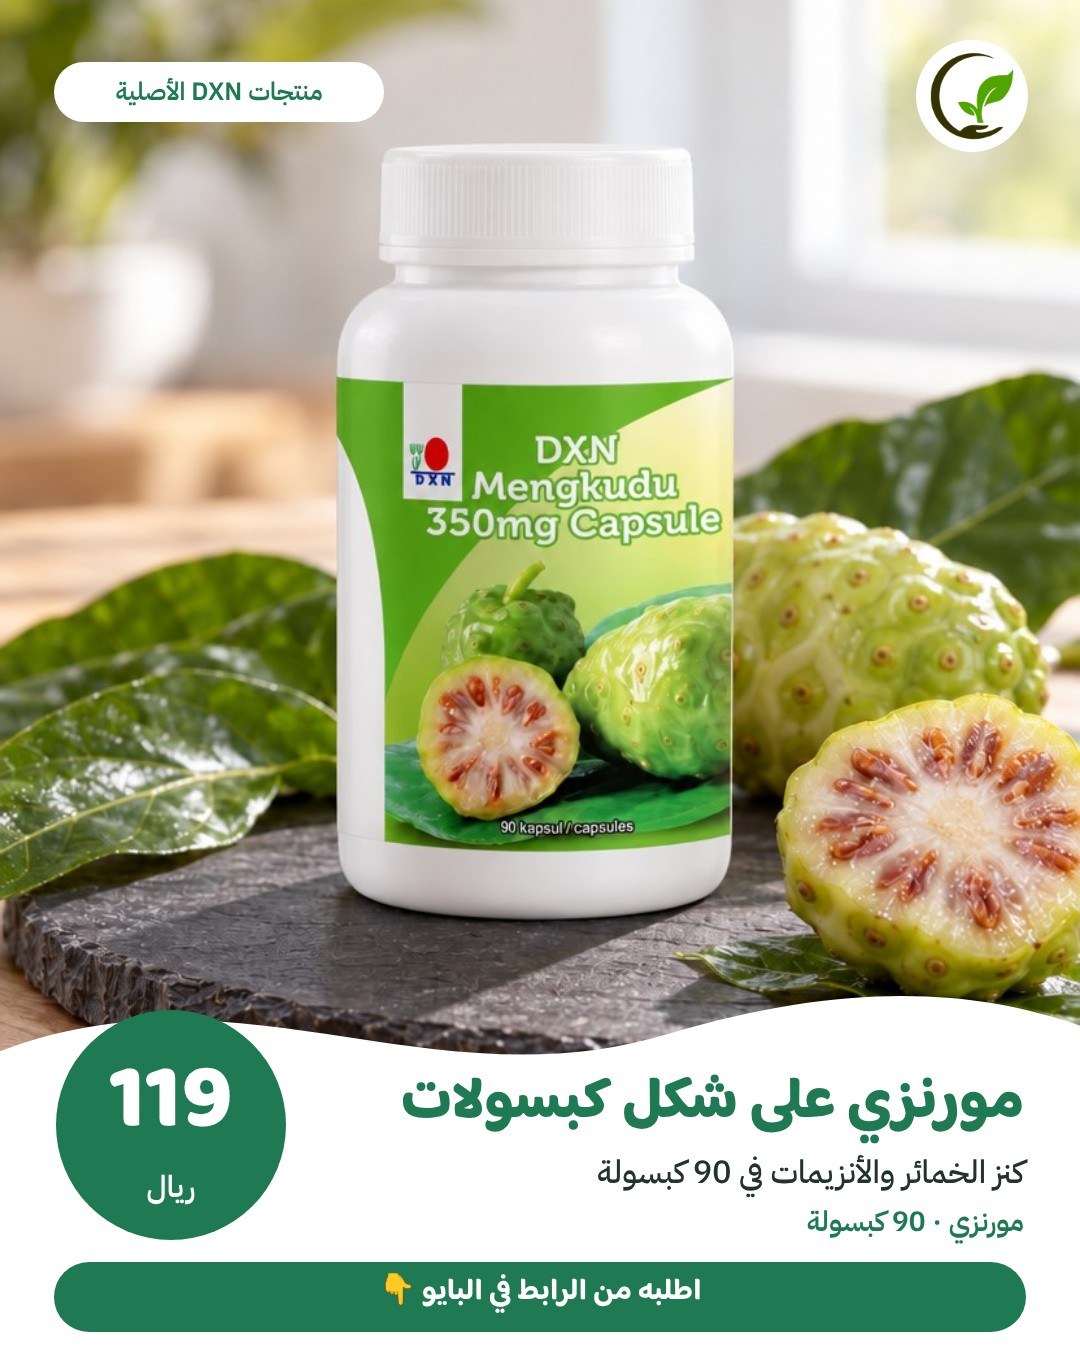 منتجات DXN الأصلية
DXN
DXN
Mengkudu
350mg Capsule
90 kapsul / capsules
مورنزي على شكل كبسولات
كنز الخمائر والأنزيمات في 90 كبسولة
مورنزي · 90 كبسولة
119
ريال
اطلبه من الرابط في البايو 👇